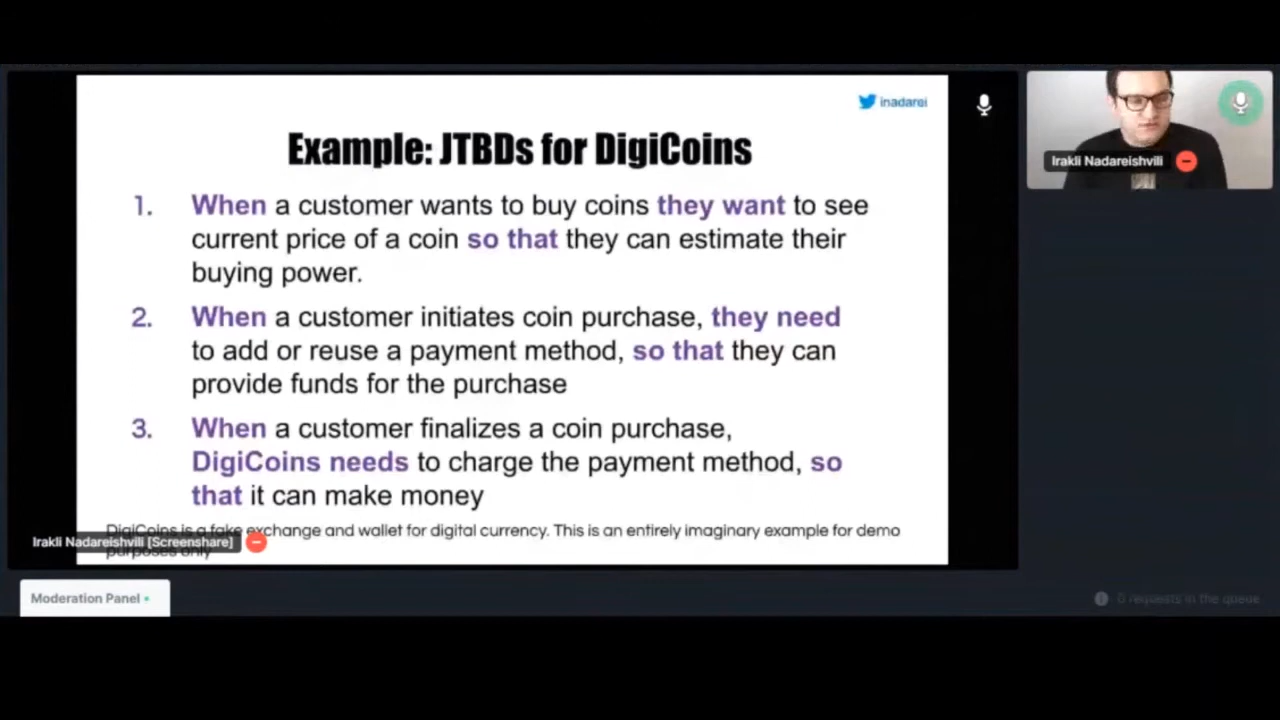 inadarei
Example: JTBDs for DigiCoins
1. When a customer wants to buy coins they want to see
current price of a coin so that they can estimate their
buying power.
2. When a customer initiates coin purchase, they need
to add or reuse a payment method, so that they can
provide funds for the purchase
3. When a customer finalizes a coin purchase,
DigiCoins needs to charge the payment method, so
that it can make money
DigiCoins is a fake exchange and wallet for digital currency. This is an entirely imaginary example for demo
purposes only
Irakli Nadareishvili [Screenshare]
Irakli Nadareishvili
Moderation Panel
0 requests in the queue